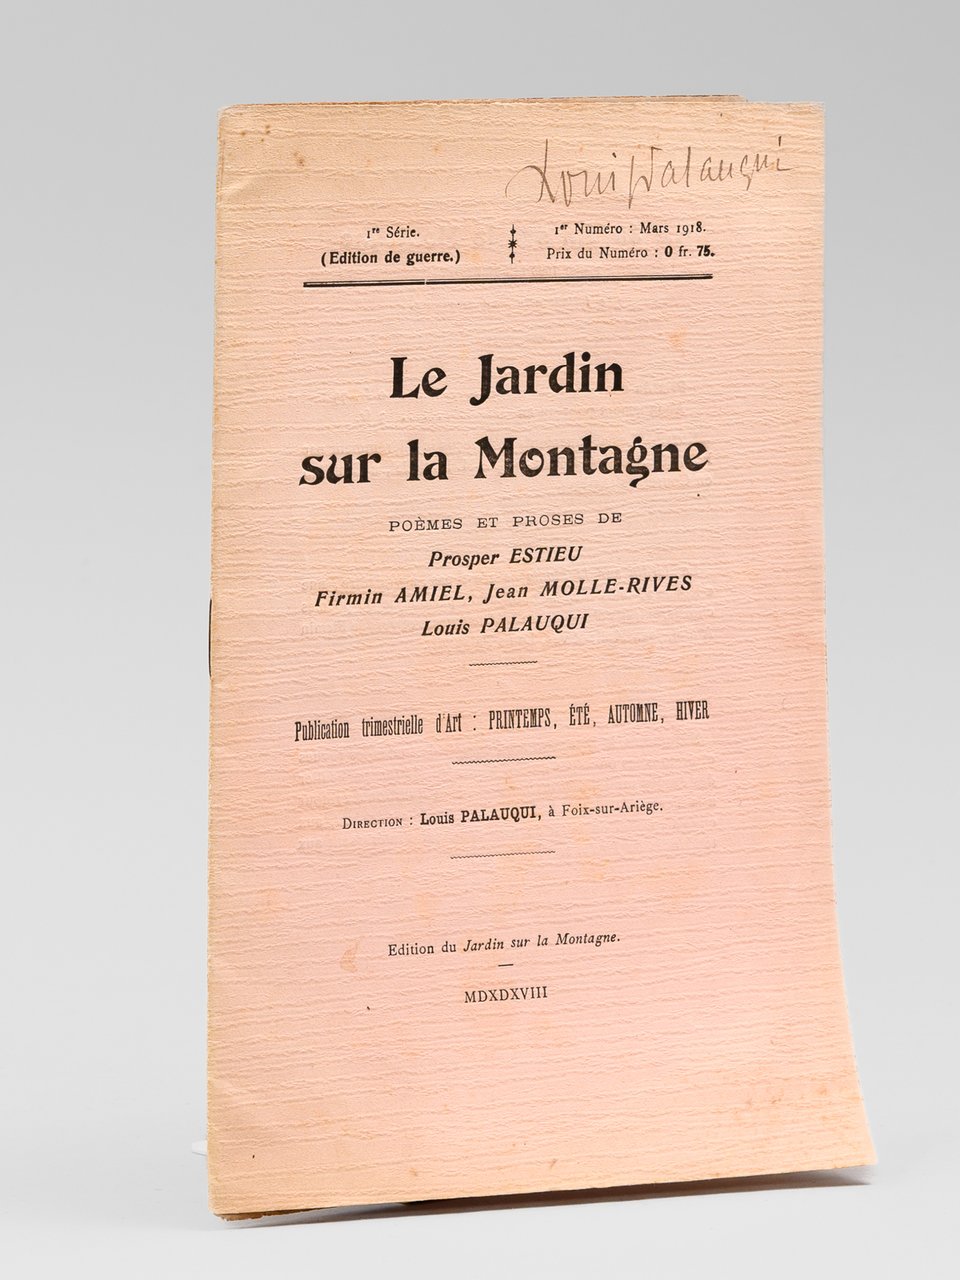 Louis Palauqui
1re Série.
(Edition de guerre.)
1er Numéro : Mars 1918.
Prix du Numéro : 0 fr. 75.
Le Jardin
sur la Montagne
POÈMES ET PROSES DE
Prosper ESTIEU
Firmin AMIEL, Jean MOLLE-RIVES
Louis PALAUQUI
Publication trimestrielle d'Art : PRINTEMPS, ÉTÉ, AUTOMNE, HIVER
DIRECTION : Louis PALAUQUI, à Foix-sur-Ariège.
Edition du Jardin sur la Montagne.
MDXDXVIII